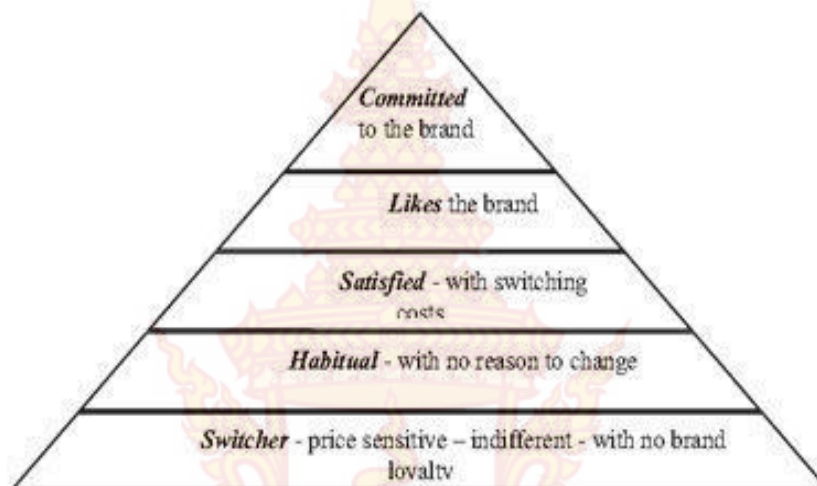 Committed
to the brand
Likes the brand
Satisfied - with switching
costs
Habitual - with no reason to change
Switcher - price sensitive – indifferent - with no brand
loyalty